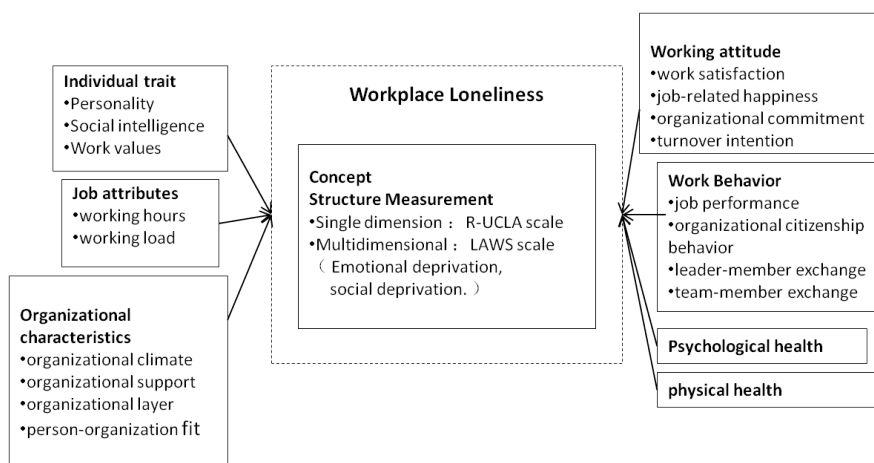 Individual trait
•Personality
•Social intelligence
•Work values
Job attributes
•working hours
•working load
Organizational
characteristics
•organizational climate
•organizational support
•organizational layer
•person-organization fit
Workplace Loneliness
Concept
Structure Measurement
•Single dimension： R-UCLA scale
•Multidimensional： LAWS scale
（ Emotional deprivation,
social deprivation. ）
Working attitude
•work satisfaction
•job-related happiness
•organizational commitment
•turnover intention
Work Behavior
•job performance
•organizational citizenship
behavior
•leader-member exchange
•team-member exchange
Psychological health
physical health